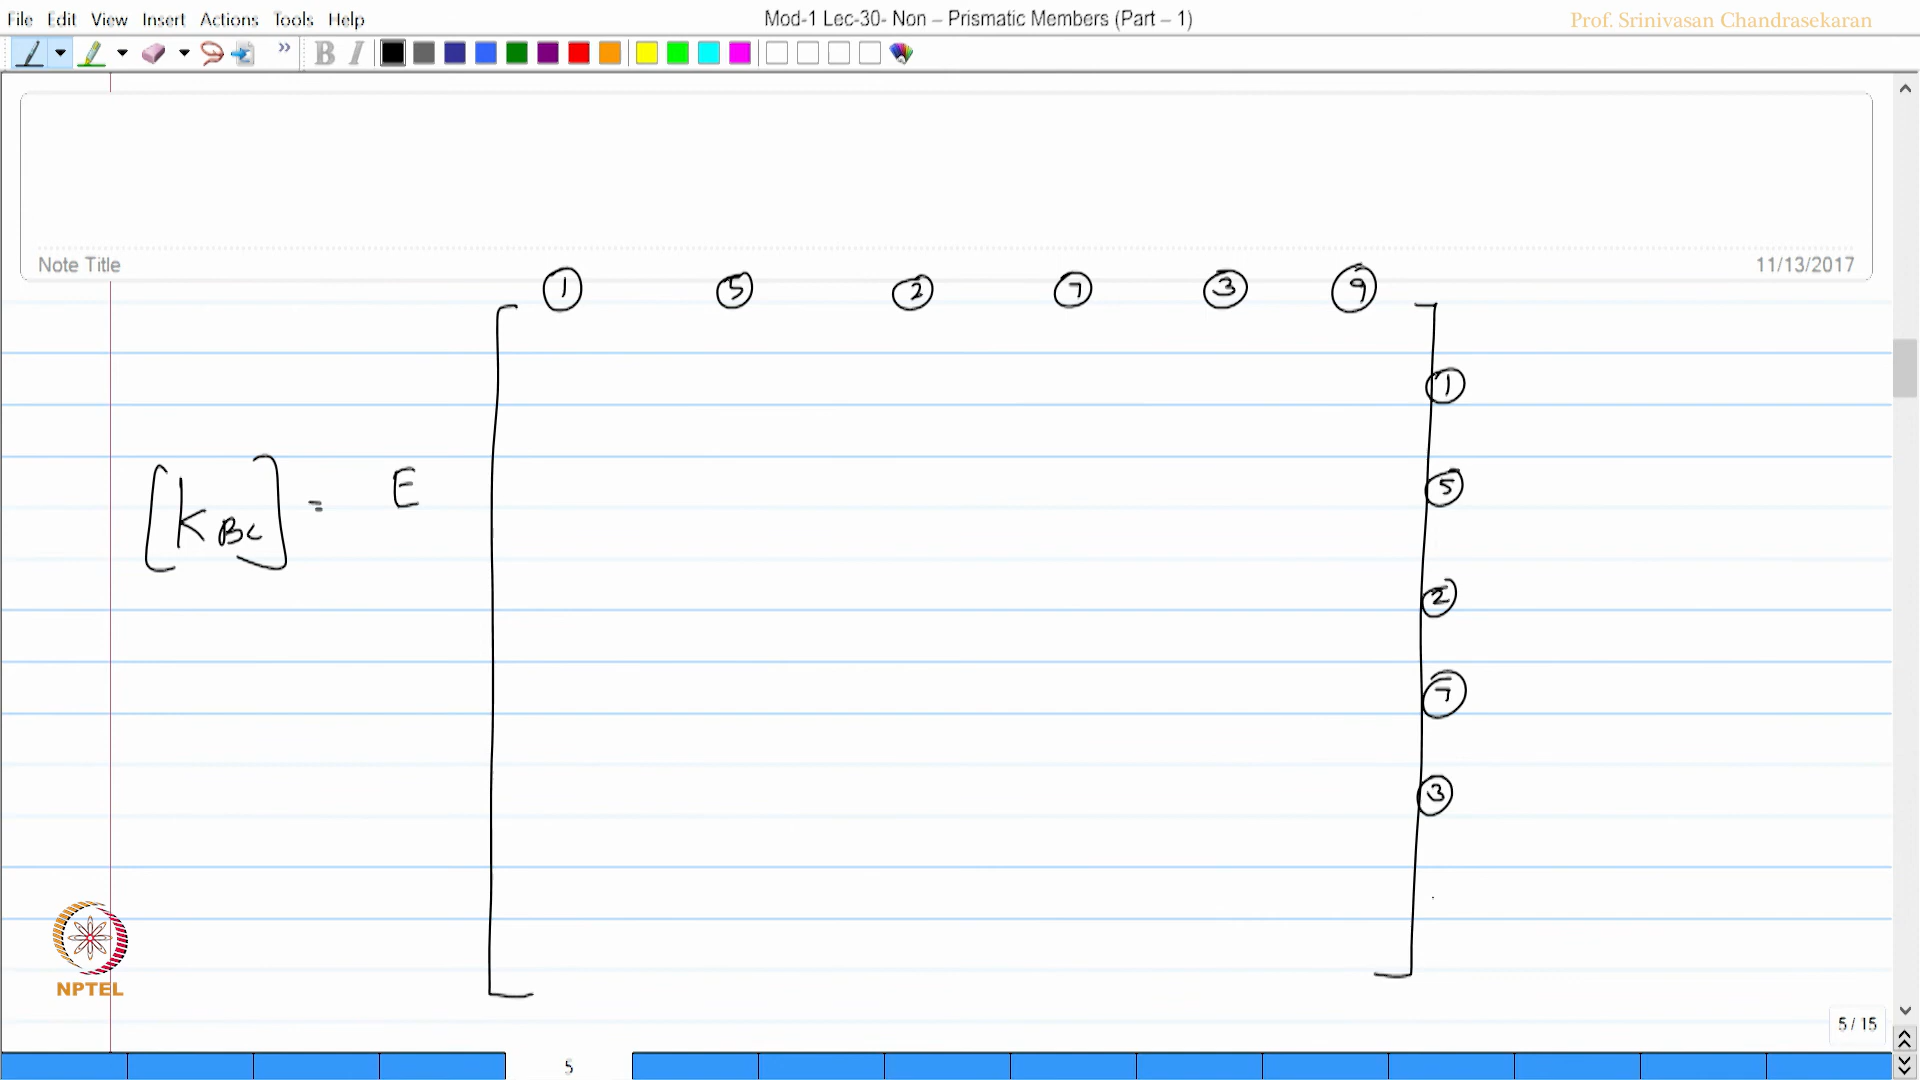 File Edit View Insert Actions Tools Help
Mod-1 Lec-30- Non – Prismatic Members (Part – 1)
Prof. Srinivasan Chandrasekaran
B I
Note Title
11/13/2017
1 5 2 7 3 9
1
5
[K BC] = E
2
7
3
NPTEL
5 / 15
5